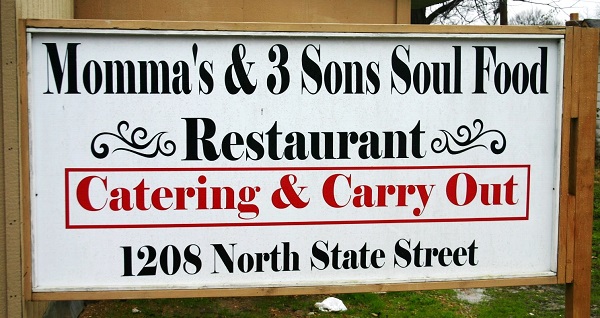 Momma's & 3 Sons Soul Food
Restaurant
Catering & Carry Out
1208 North State Street